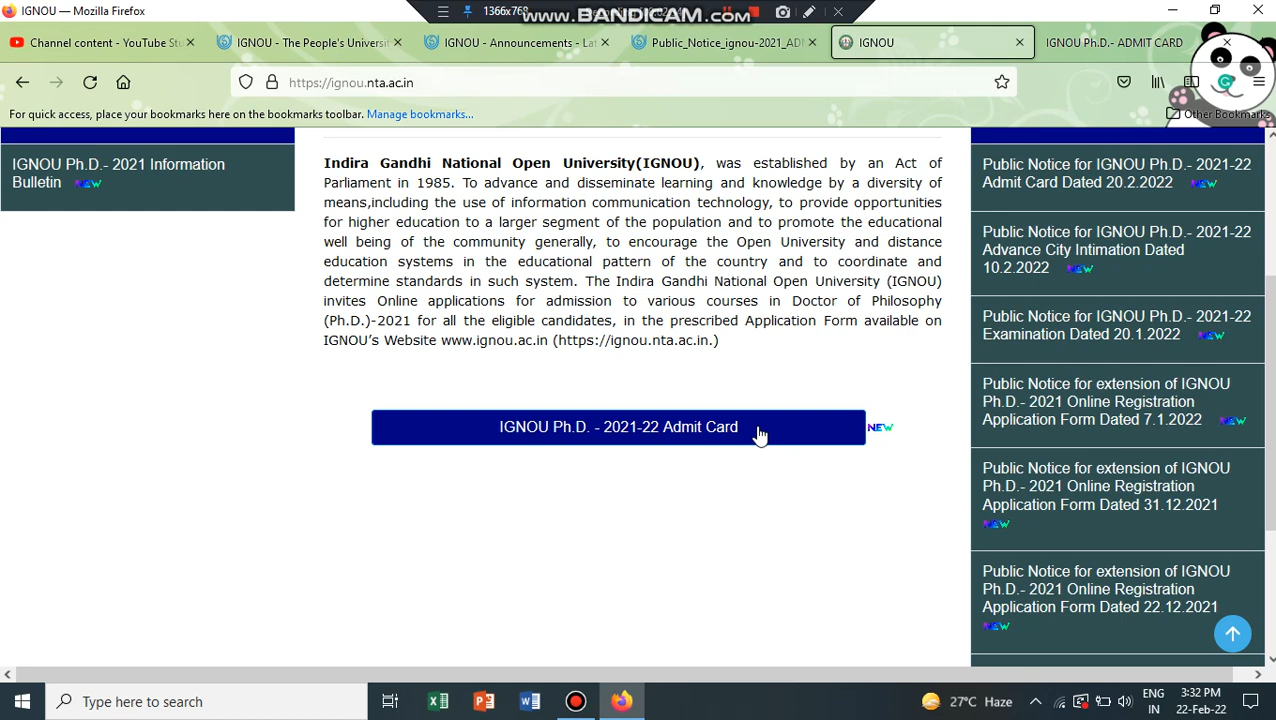 IGNOU — Mozilla Firefox
1366x768
www.BANDICAM.com
Channel content - YouTube Stu
IGNOU - The People's Universit
IGNOU - Announcements - Lat
Public_Notice_ignou-2021_AD
IGNOU
IGNOU Ph.D.- ADMIT CARD
https://ignou.nta.ac.in
For quick access, place your bookmarks here on the bookmarks toolbar. Manage bookmarks...
Other Bookmarks
IGNOU Ph.D.- 2021 Information
Bulletin NEW
Indira Gandhi National Open University(IGNOU), was established by an Act of
Parliament in 1985. To advance and disseminate learning and knowledge by a diversity of
means,including the use of information communication technology, to provide opportunities
for higher education to a larger segment of the population and to promote the educational
well being of the community generally, to encourage the Open University and distance
education systems in the educational pattern of the country and to coordinate and
determine standards in such system. The Indira Gandhi National Open University (IGNOU)
invites Online applications for admission to various courses in Doctor of Philosophy
(Ph.D.)-2021 for all the eligible candidates, in the prescribed Application Form available on
IGNOU's Website www.ignou.ac.in (https://ignou.nta.ac.in.)
IGNOU Ph.D. - 2021-22 Admit Card NEW
Public Notice for IGNOU Ph.D.- 2021-22
Admit Card Dated 20.2.2022 NEW
Public Notice for IGNOU Ph.D.- 2021-22
Advance City Intimation Dated
10.2.2022 NEW
Public Notice for IGNOU Ph.D.- 2021-22
Examination Dated 20.1.2022 NEW
Public Notice for extension of IGNOU
Ph.D.- 2021 Online Registration
Application Form Dated 7.1.2022 NEW
Public Notice for extension of IGNOU
Ph.D.- 2021 Online Registration
Application Form Dated 31.12.2021
NEW
Public Notice for extension of IGNOU
Ph.D.- 2021 Online Registration
Application Form Dated 22.12.2021
NEW
Type here to search
27°C Haze
ENG
IN
3:32 PM
22-Feb-22